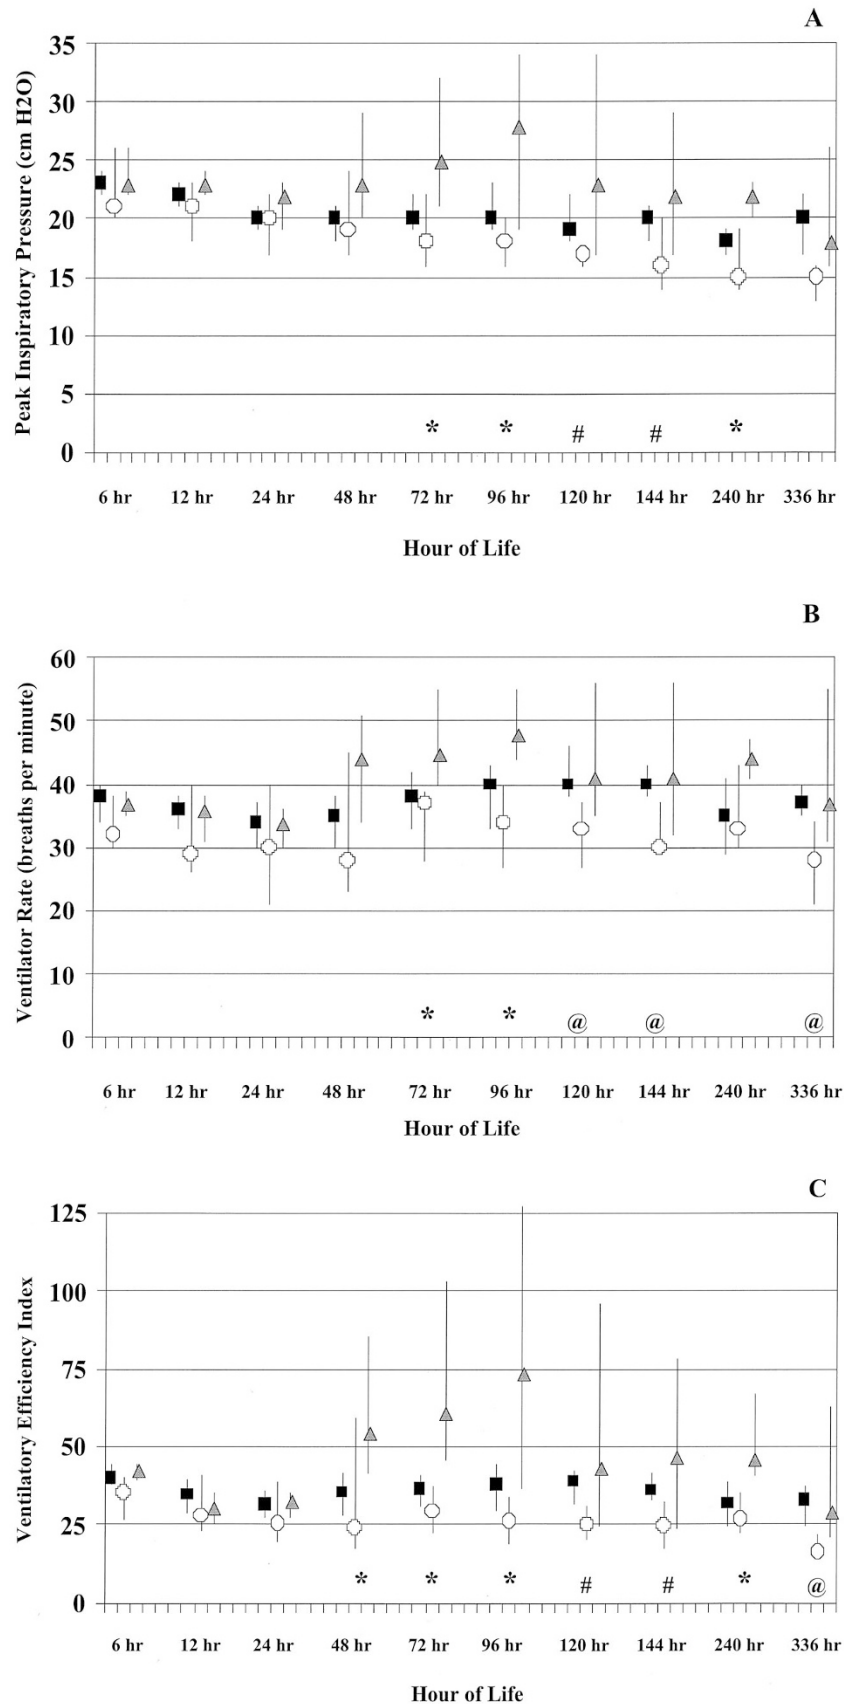 A
Peak Inspiratory Pressure (cm H2O)
35
30
25
20
15
10
5
0
* * # # *
6 hr 12 hr 24 hr 48 hr 72 hr 96 hr 120 hr 144 hr 240 hr 336 hr
Hour of Life
B
Ventilator Rate (breaths per minute)
60
50
40
30
20
10
0
* * @ @ @
6 hr 12 hr 24 hr 48 hr 72 hr 96 hr 120 hr 144 hr 240 hr 336 hr
Hour of Life
C
Ventilatory Efficiency Index
125
100
75
50
25
0
* * * # # * @
6 hr 12 hr 24 hr 48 hr 72 hr 96 hr 120 hr 144 hr 240 hr 336 hr
Hour of Life